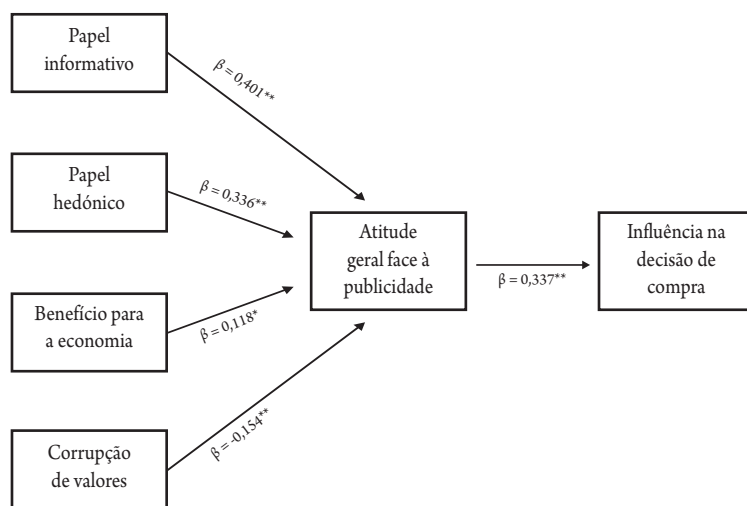 Papel
informativo
β = 0,401**
Papel
hedónico
β = 0,336**
Atitude
geral face à
publicidade
β = 0,337**
Influência na
decisão de
compra
Benefício para
a economia
β = 0,118*
Corrupção
de valores
β = -0,154**